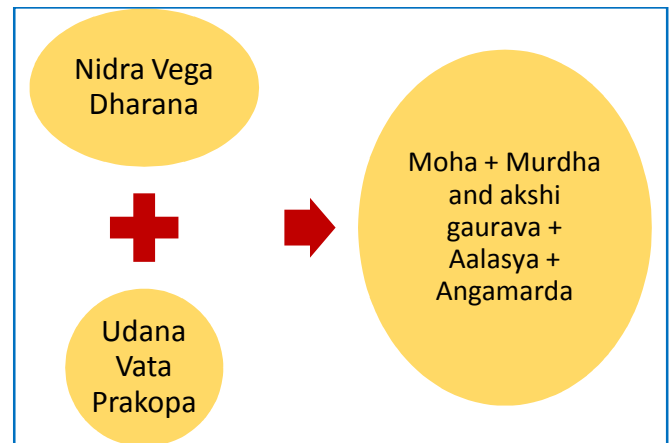 Nidra Vega
Dharana
Udana
Vata
Prakopa
Moha + Murdha
and akshi
gaurava +
Aalasya +
Angamarda